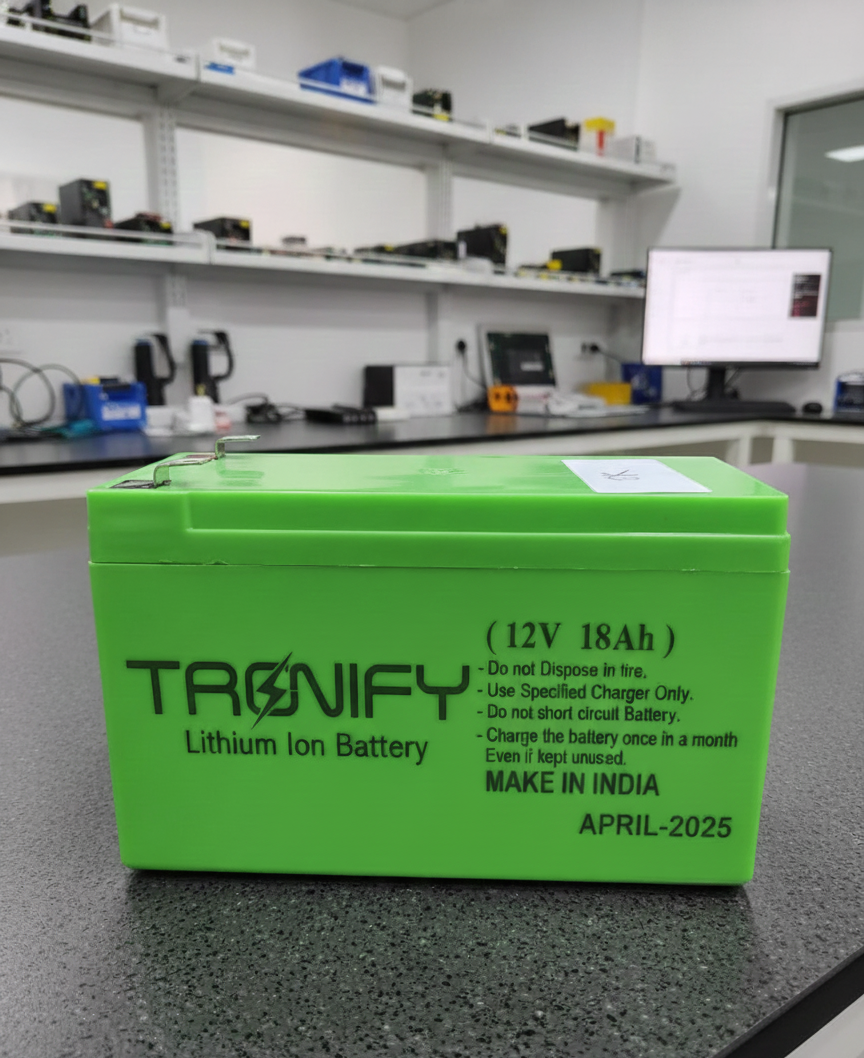 ( 12V 18Ah )
TRONIFY
Lithium Ion Battery
- Do not Dispose in fire.
- Use Specified Charger Only.
- Do not short circuit Battery.
- Charge the battery once in a month
Even if kept unused.
MAKE IN INDIA
APRIL-2025